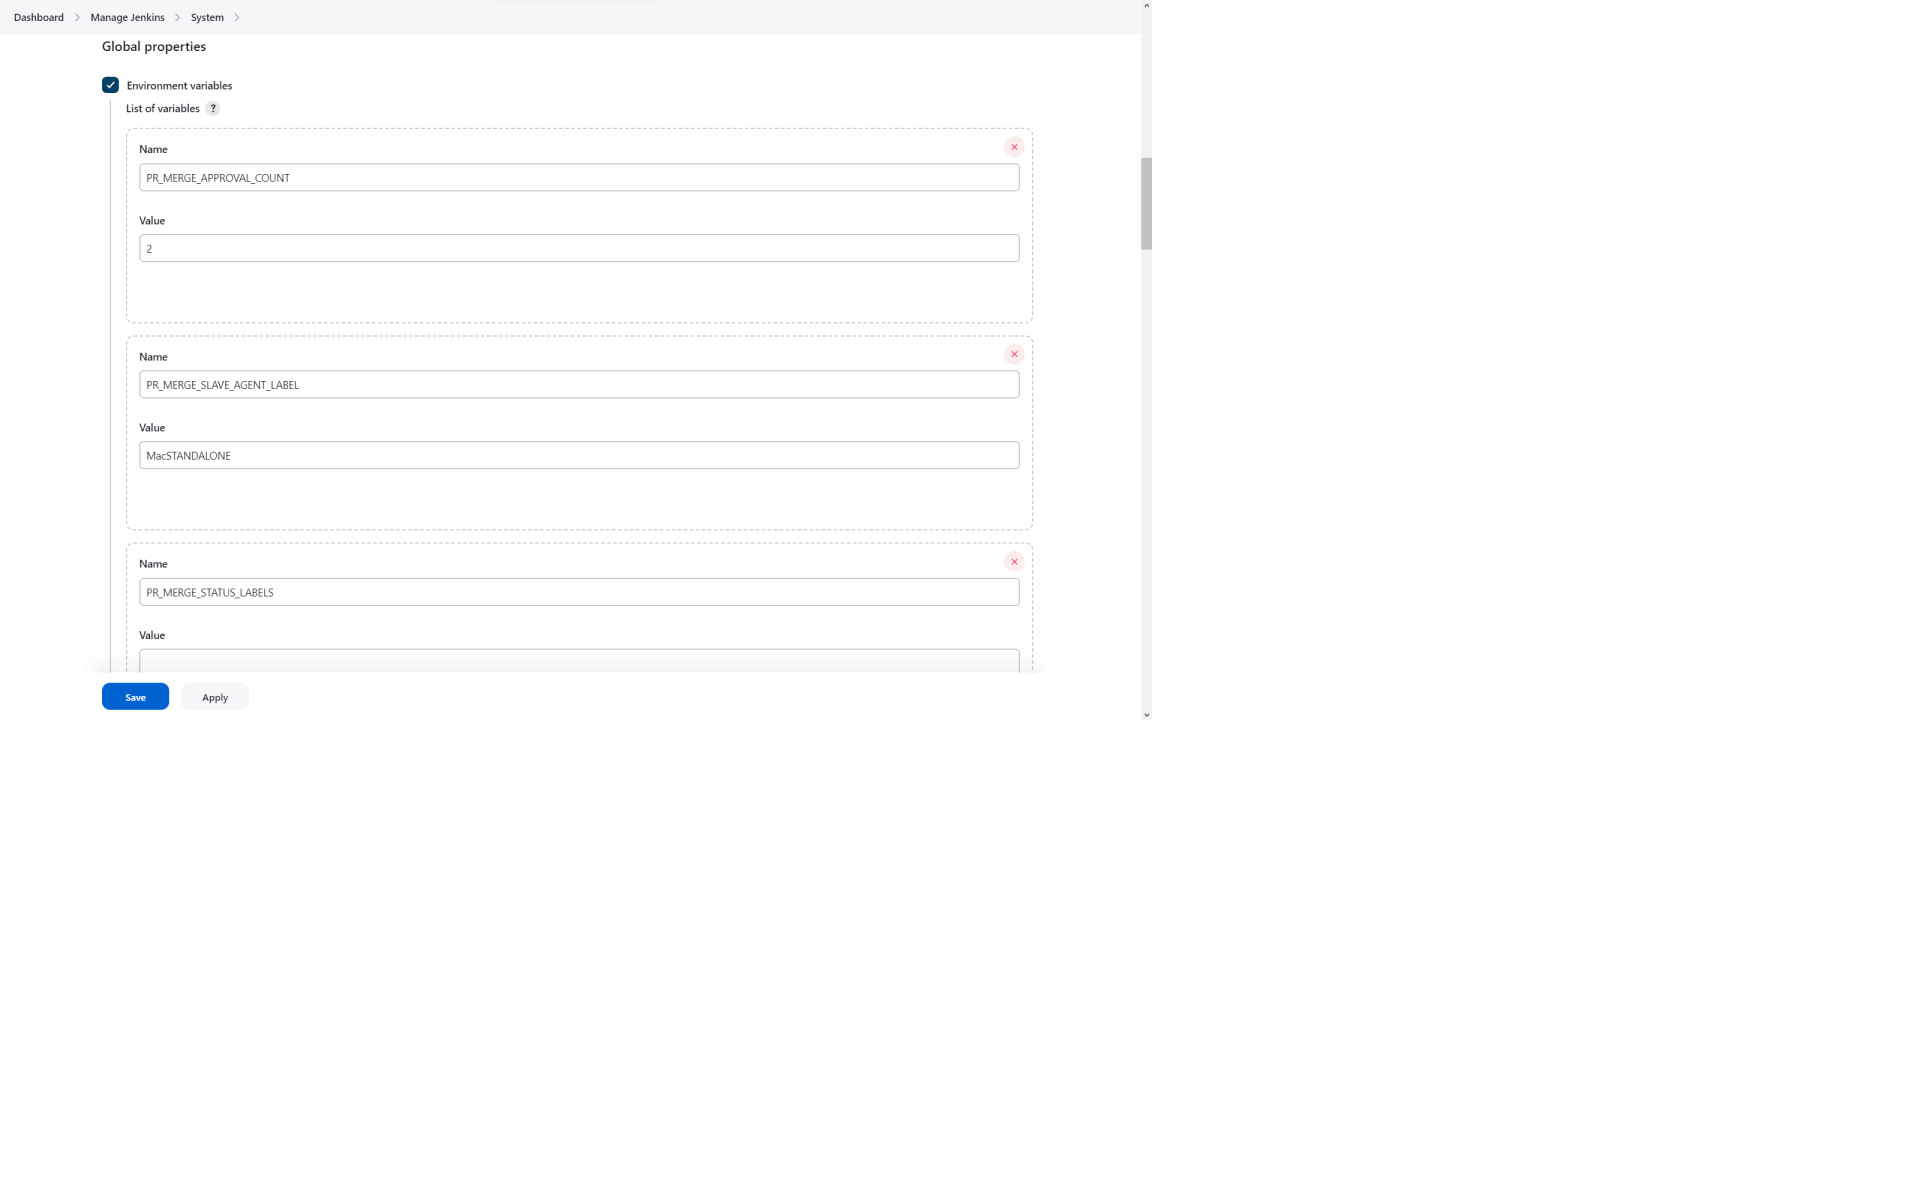 Dashboard > Manage Jenkins > System >
Global properties
Environment variables
List of variables ?
Name
PR_MERGE_APPROVAL_COUNT
Value
2
Name
PR_MERGE_SLAVE_AGENT_LABEL
Value
MacSTANDALONE
Name
PR_MERGE_STATUS_LABELS
Value
Save Apply